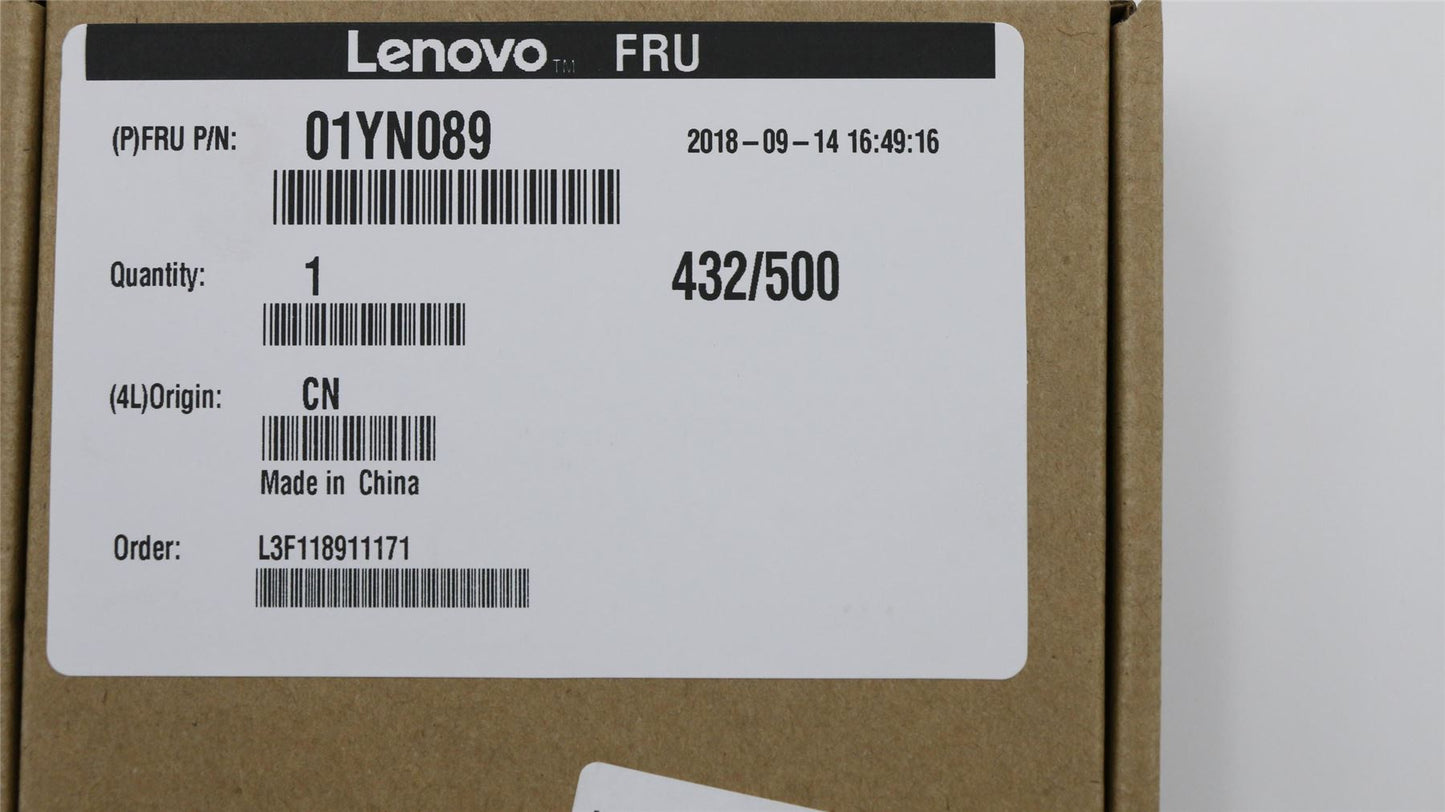 Lenovo™ FRU
(P)FRU P/N: 01YN089 2018-09-14 16:49:16
Quantity: 1 432/500
(4L)Origin: CN
Made in China
Order: L3F118911171